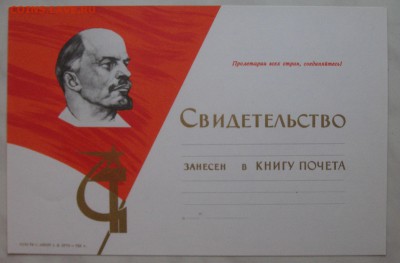 Пролетарии всех стран, соединяйтесь!
СВИДЕТЕЛЬСТВО
ЗАНЕСЕН В КНИГУ ПОЧЕТА